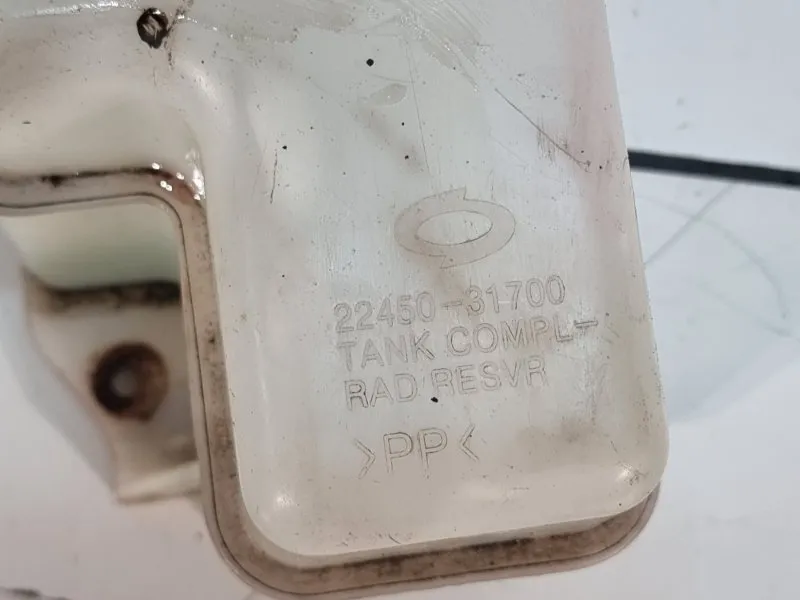 22450-31700
TANK COMPL-
RAD RESVR
>PP<